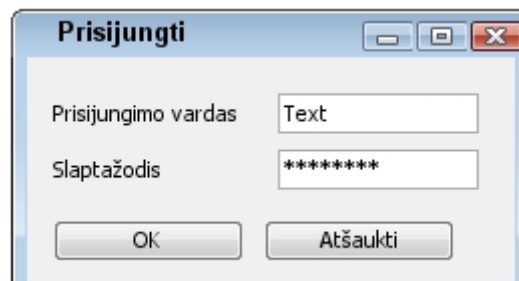 Prisijungti
Prisijungimo vardas Text
Slaptažodis ********
OK Atšaukti